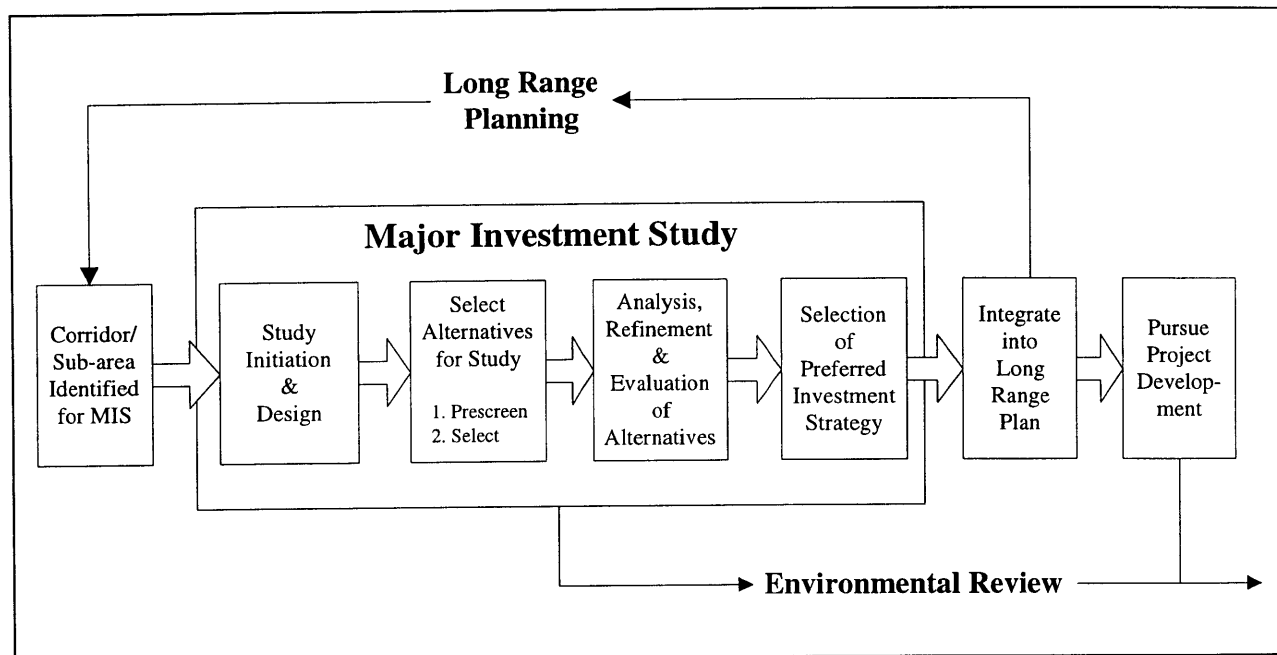 Long Range
Planning
Major Investment Study
Corridor/
Sub-area
Identified
for MIS
Study
Initiation
&
Design
Select
Alternatives
for Study
1. Prescreen
2. Select
Analysis,
Refinement
&
Evaluation
of
Alternatives
Selection
of
Preferred
Investment
Strategy
Integrate
into
Long
Range
Plan
Pursue
Project
Develop-
ment
Environmental Review